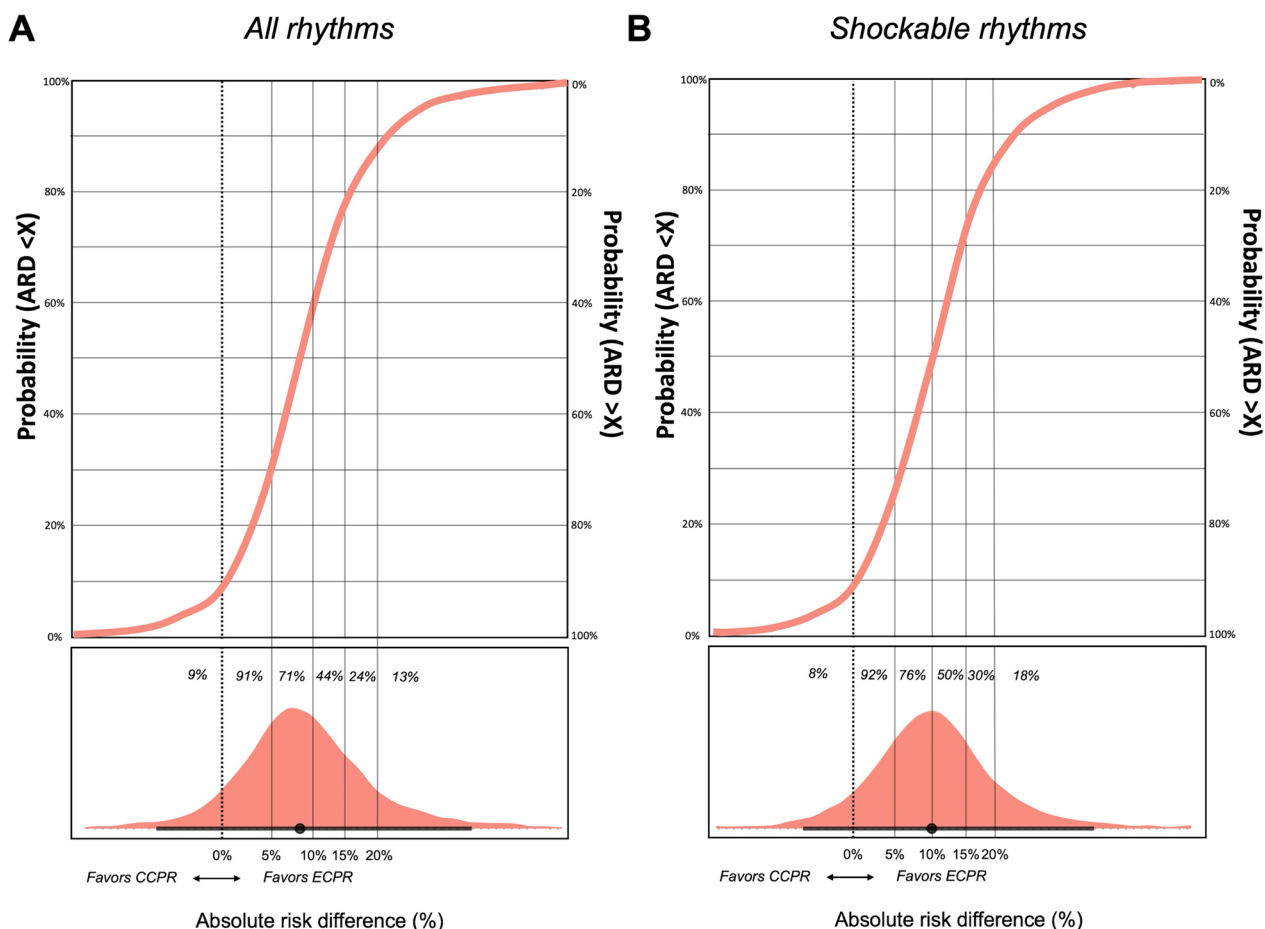 A
All rhythms
100%
80%
60%
40%
20%
0%
Probability (ARD <X)
0%
20%
40%
60%
80%
100%
Probability (ARD >X)
9% 91% 71% 44% 24% 13%
0% 5% 10% 15% 20%
Favors CCPR Favors ECPR
Absolute risk difference (%)
B
Shockable rhythms
100%
80%
60%
40%
20%
0%
Probability (ARD <X)
0%
20%
40%
60%
80%
100%
Probability (ARD >X)
8% 92% 76% 50% 30% 18%
0% 5% 10% 15% 20%
Favors CCPR Favors ECPR
Absolute risk difference (%)